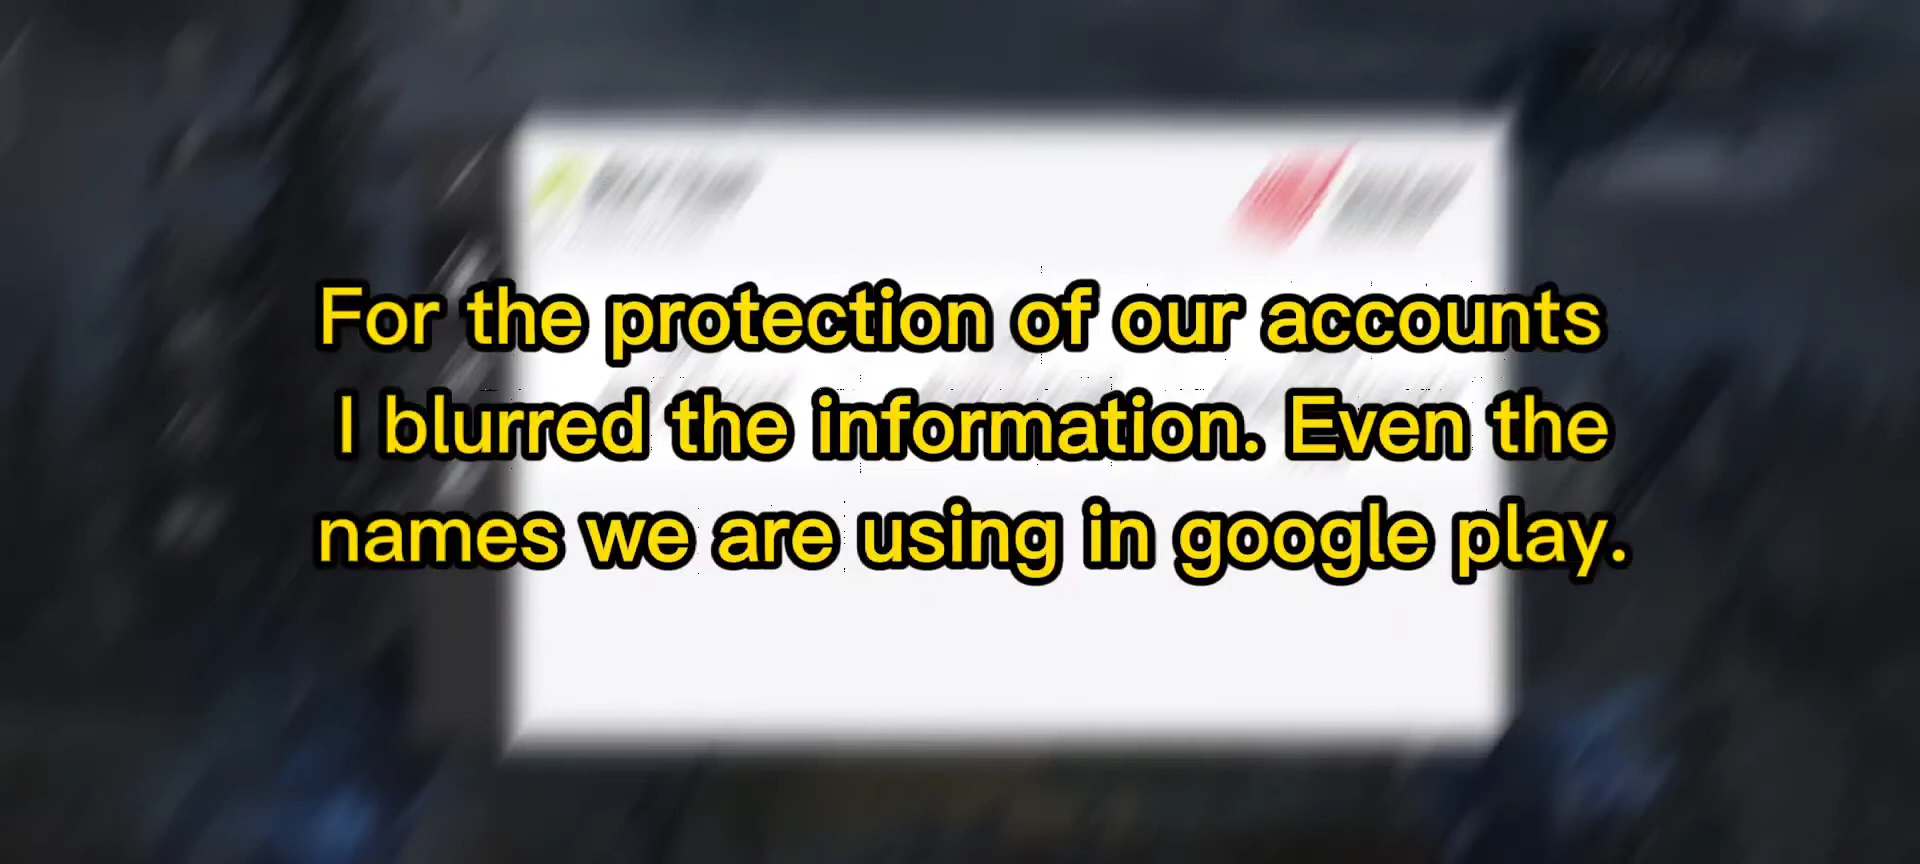 For the protection of our accounts
I blurred the information. Even the
names we are using in google play.